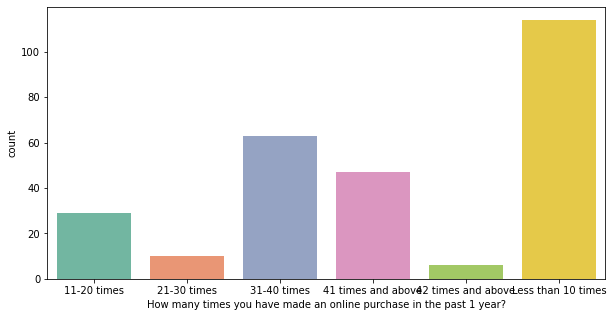 100
80
60
40
20
0
count
11-20 times 21-30 times 31-40 times 41 times and above 42 times and above Less than 10 times
How many times you have made an online purchase in the past 1 year?